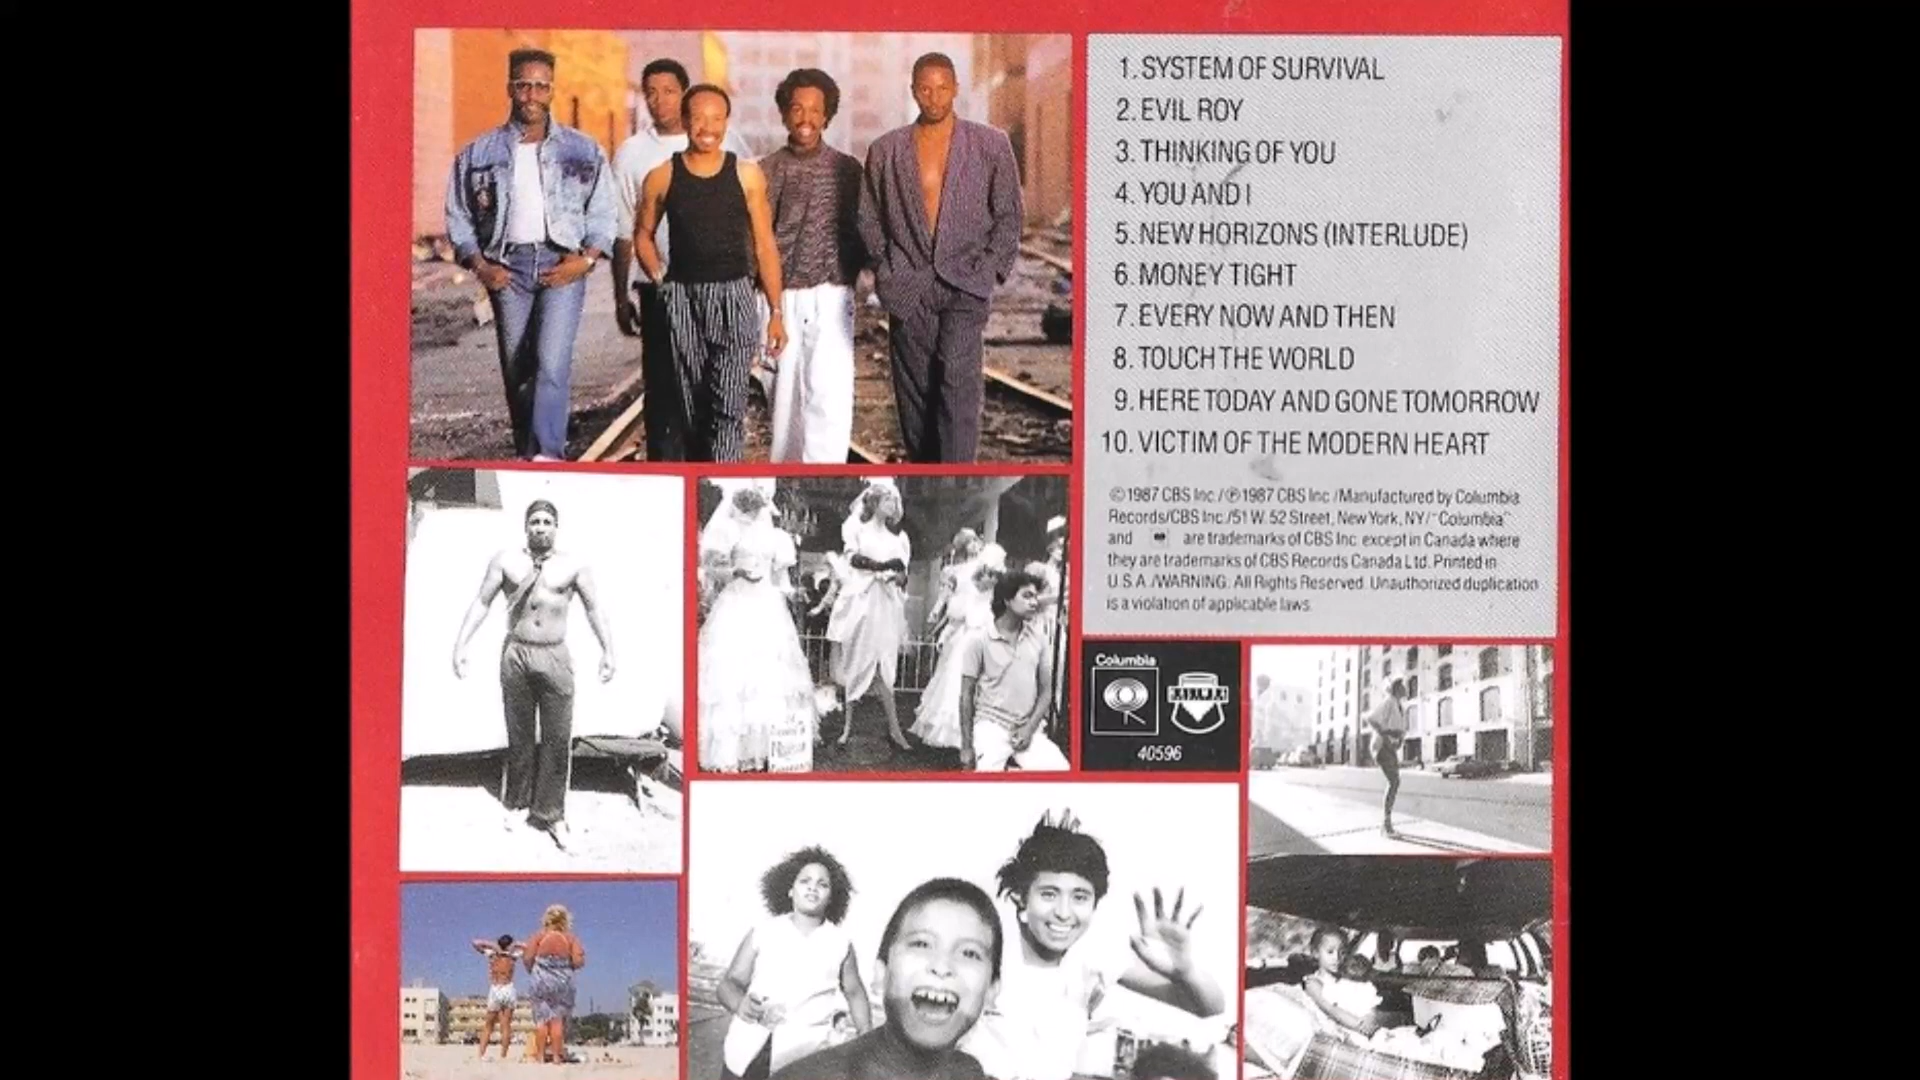 1. SYSTEM OF SURVIVAL
2. EVIL ROY
3. THINKING OF YOU
4. YOU AND I
5. NEW HORIZONS (INTERLUDE)
6. MONEY TIGHT
7. EVERY NOW AND THEN
8. TOUCH THE WORLD
9. HERE TODAY AND GONE TOMORROW
10. VICTIM OF THE MODERN HEART
© 1987 CBS Inc./℗ 1987 CBS Inc./Manufactured by Columbia
Records/CBS Inc./51 W. 52 Street, New York, NY/"Columbia"
and are trademarks of CBS Inc. except in Canada where
they are trademarks of CBS Records Canada Ltd. Printed in
U.S.A./WARNING: All Rights Reserved. Unauthorized duplication
is a violation of applicable laws.
Columbia
40596